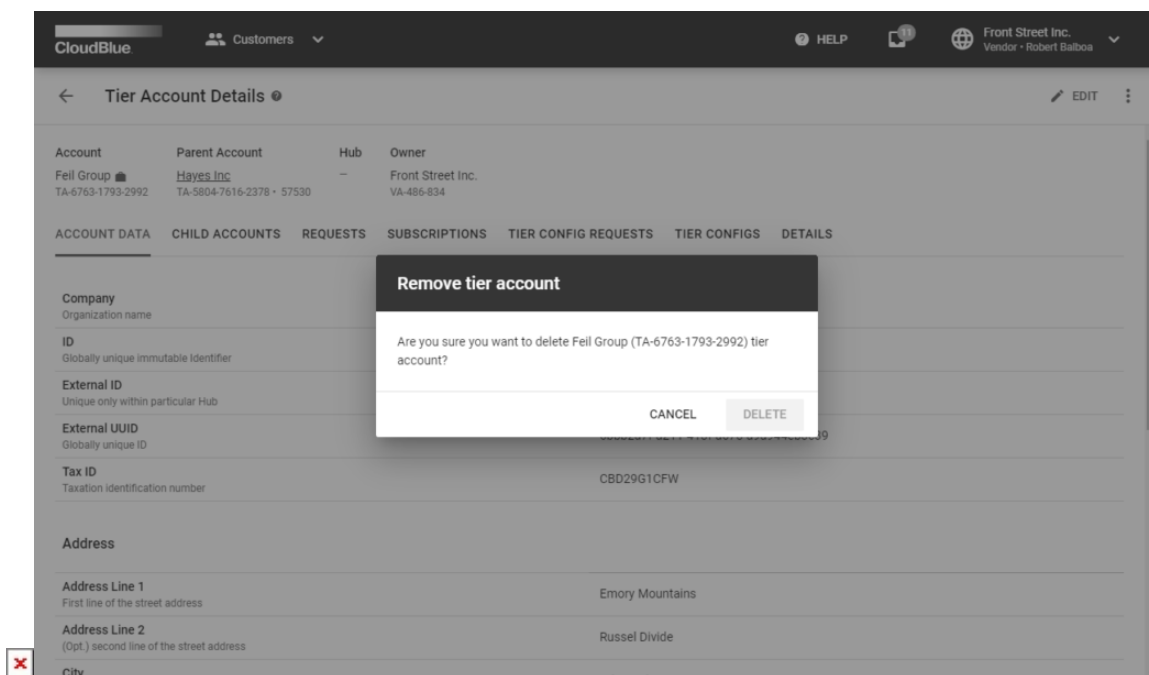 CloudBlue
Customers
HELP
11
Front Street Inc.
Vendor • Robert Balboa
Tier Account Details
EDIT
Account Parent Account Hub Owner
Feil Group Hayes Inc – Front Street Inc.
TA-6763-1793-2992 TA-5804-7616-2378 • 57530 VA-486-834
ACCOUNT DATA CHILD ACCOUNTS REQUESTS SUBSCRIPTIONS TIER CONFIG REQUESTS TIER CONFIGS DETAILS
Remove tier account
Are you sure you want to delete Feil Group (TA-6763-1793-2992) tier
account?
CANCEL DELETE
Company
Organization name
ID
Globally unique immutable Identifier
External ID
Unique only within particular Hub
External UUID
Globally unique ID
Tax ID
Taxation identification number
CBD29G1CFW
Address
Address Line 1
First line of the street address
Emory Mountains
Address Line 2
(Opt.) second line of the street address
Russel Divide
City